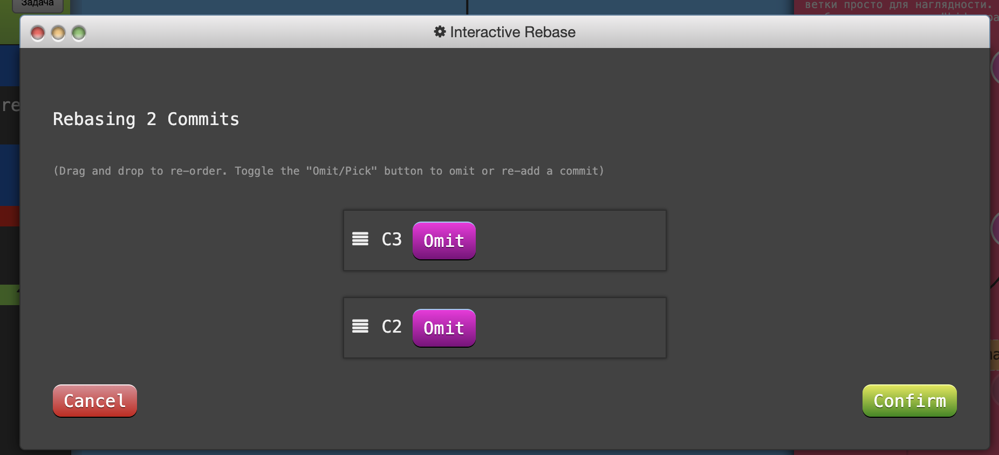 Задача
ветки просто для наглядности.
Interactive Rebase
re
Rebasing 2 Commits
(Drag and drop to re-order. Toggle the "Omit/Pick" button to omit or re-add a commit)
C3 Omit
C2 Omit
Cancel
Confirm